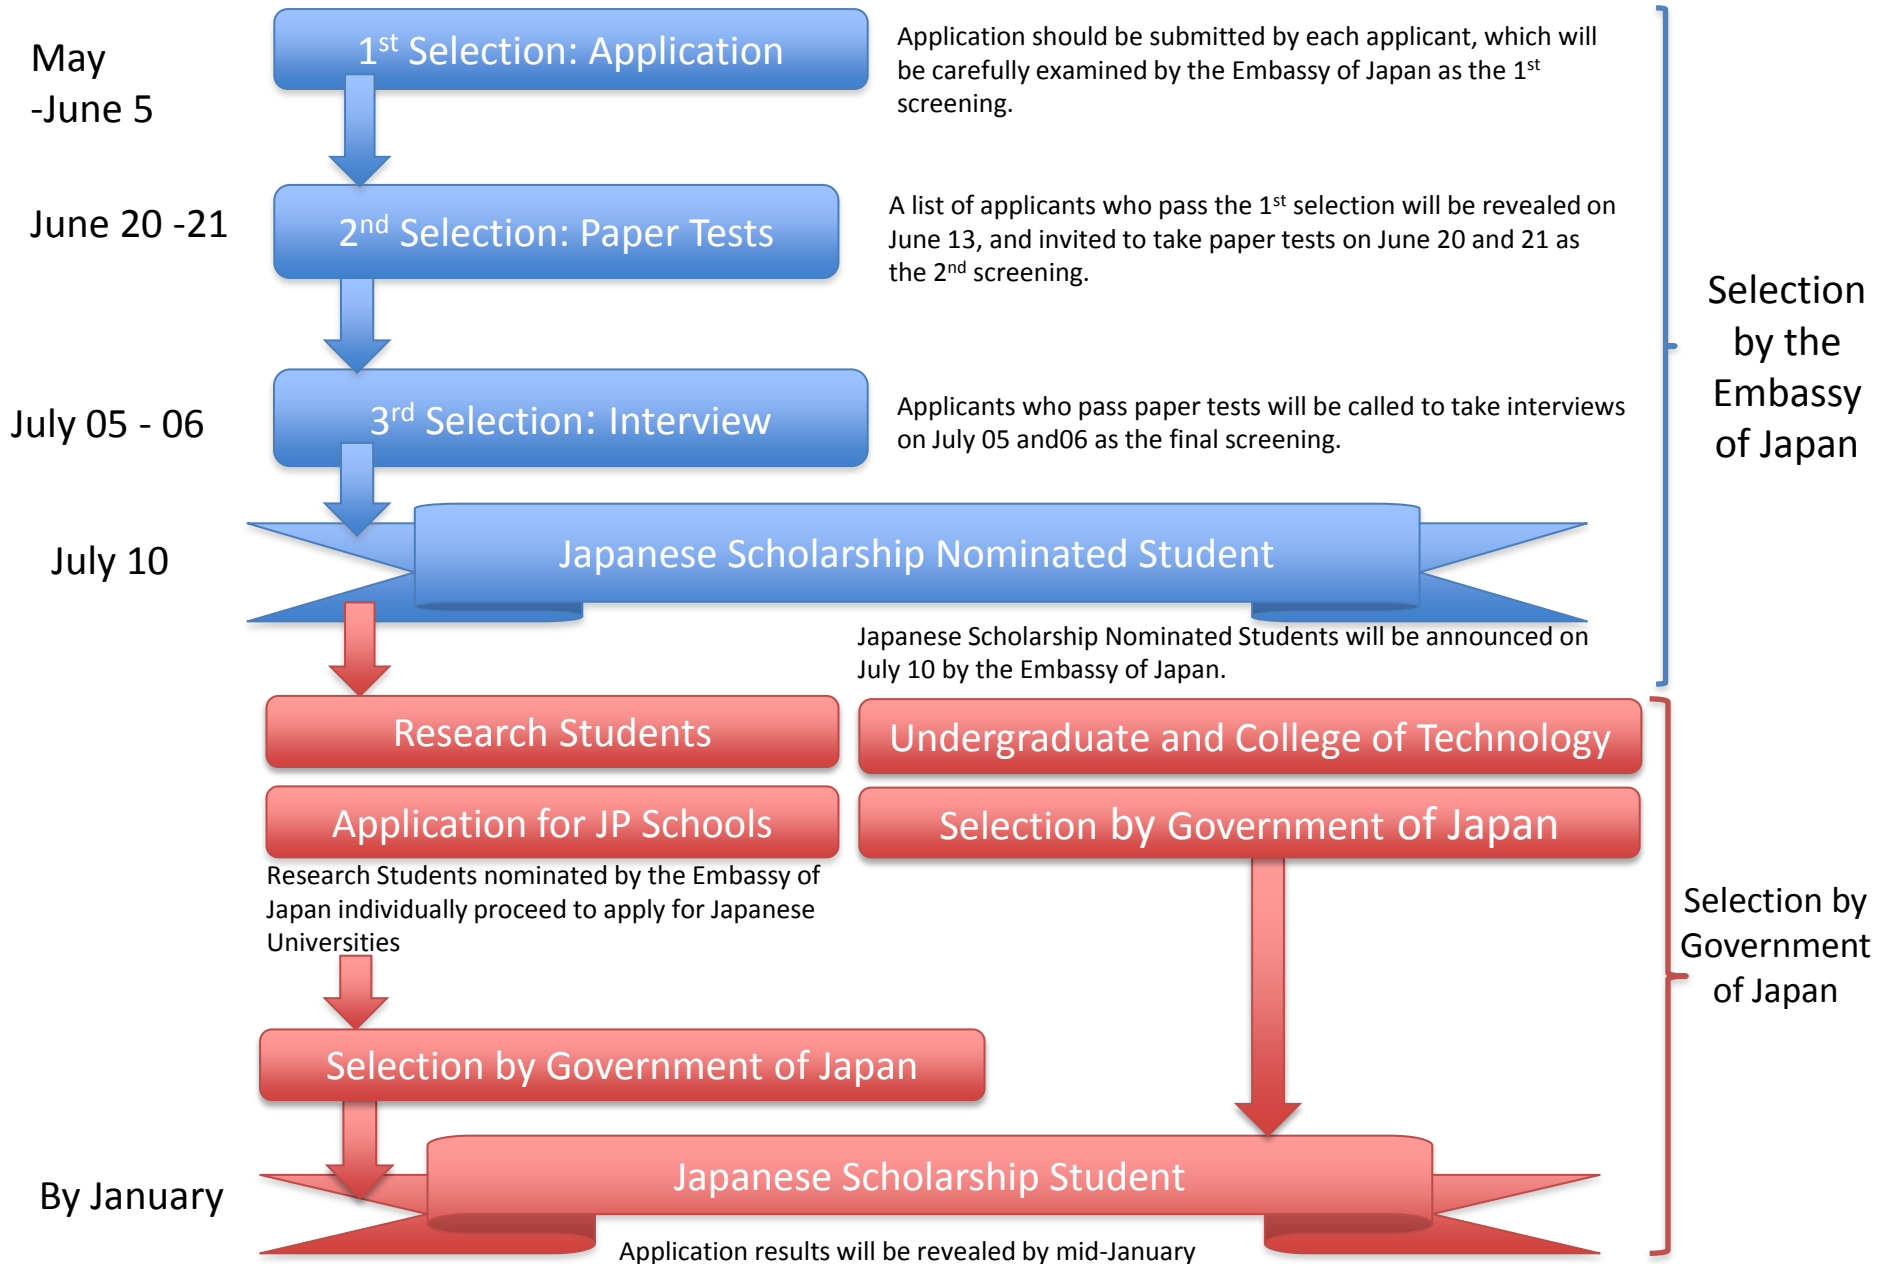 May
-June 5
1st Selection: Application
Application should be submitted by each applicant, which will
be carefully examined by the Embassy of Japan as the 1st
screening.
June 20 -21
2nd Selection: Paper Tests
A list of applicants who pass the 1st selection will be revealed on
June 13, and invited to take paper tests on June 20 and 21 as
the 2nd screening.
Selection
by the
Embassy
of Japan
July 05 - 06
3rd Selection: Interview
Applicants who pass paper tests will be called to take interviews
on July 05 and06 as the final screening.
July 10
Japanese Scholarship Nominated Student
Japanese Scholarship Nominated Students will be announced on
July 10 by the Embassy of Japan.
Research Students
Undergraduate and College of Technology
Application for JP Schools
Selection by Government of Japan
Research Students nominated by the Embassy of
Japan individually proceed to apply for Japanese
Universities
Selection by
Government
of Japan
Selection by Government of Japan
By January
Japanese Scholarship Student
Application results will be revealed by mid-January